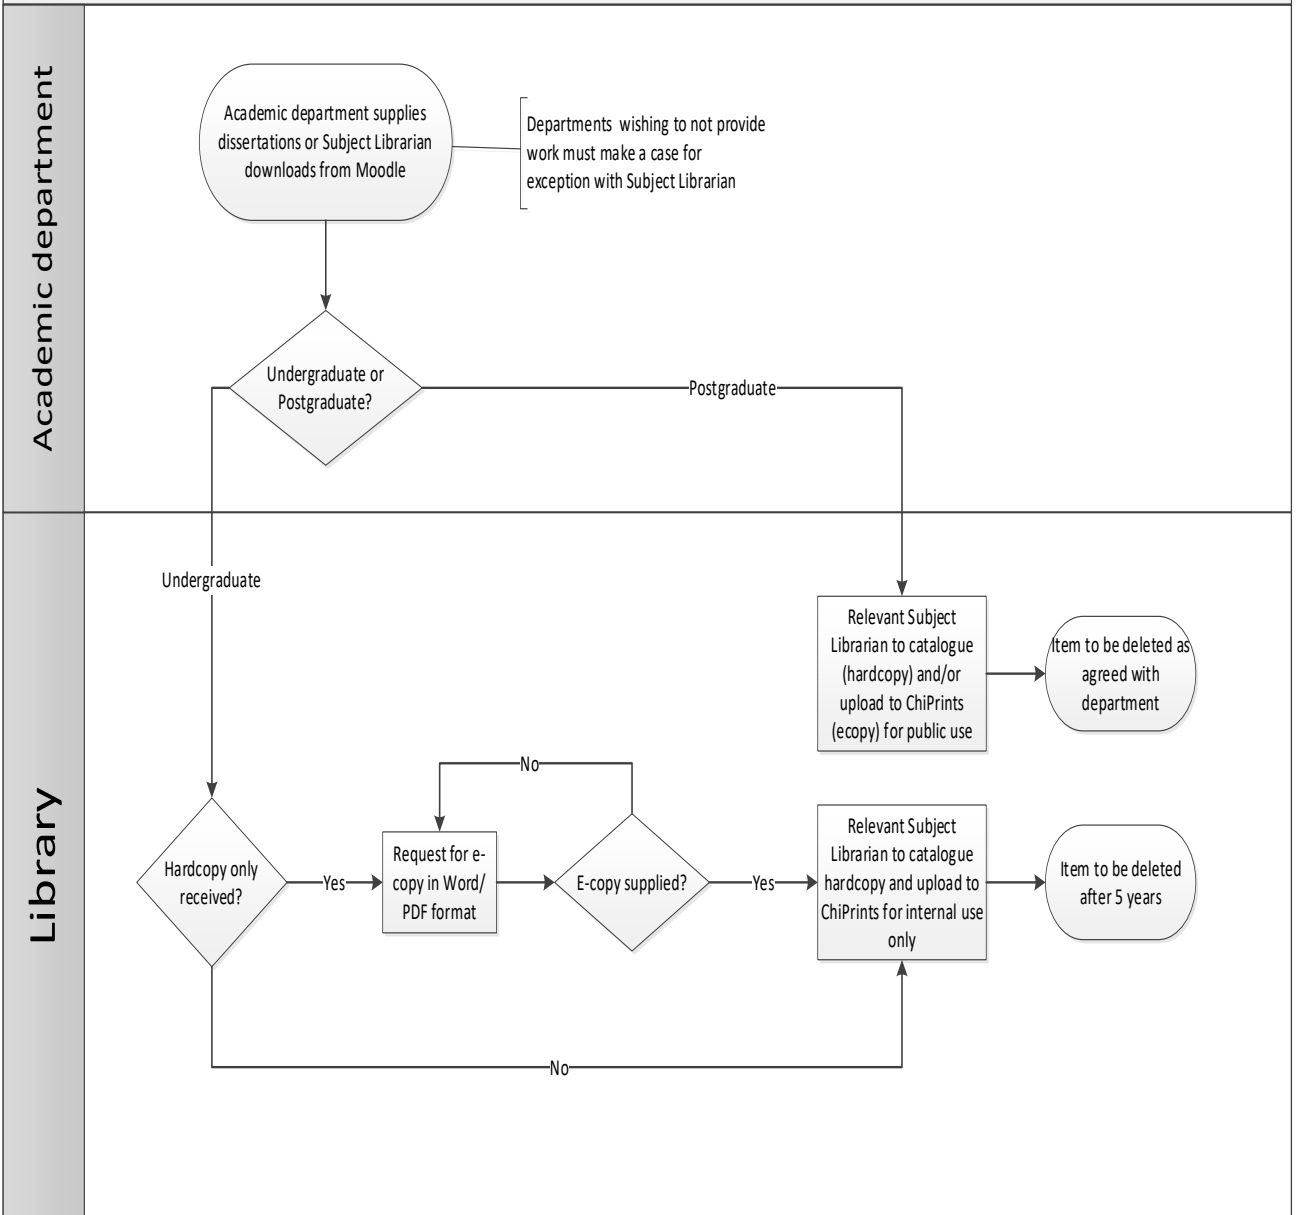 Academic department
Academic department supplies
dissertations or Subject Librarian
downloads from Moodle
Departments wishing to not provide
work must make a case for
exception with Subject Librarian
Undergraduate or
Postgraduate?
Postgraduate
Library
Undergraduate
Relevant Subject
Librarian to catalogue
(hardcopy) and/or
upload to ChiPrints
(ecopy) for public use
Item to be deleted as
agreed with
department
Hardcopy only
received?
Yes
Request for e-
copy in Word/
PDF format
No
E-copy supplied?
Yes
Relevant Subject
Librarian to catalogue
hardcopy and upload to
ChiPrints for internal use
only
Item to be deleted
after 5 years
No